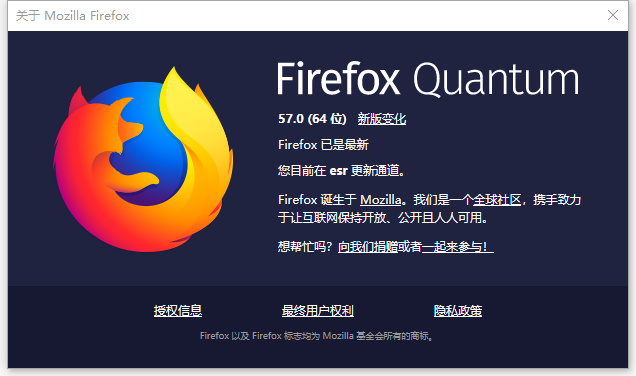 关于 Mozilla Firefox
Firefox Quantum
57.0 (64 位) 新版变化
Firefox 已是最新
您目前在 esr 更新通道。
Firefox 诞生于 Mozilla。我们是一个全球社区，携手致力
于让互联网保持开放、公开且人人可用。
想帮忙吗？向我们捐赠或者一起来参与！
授权信息 最终用户权利 隐私政策
Firefox 以及 Firefox 标志均为 Mozilla 基金会所有的商标。